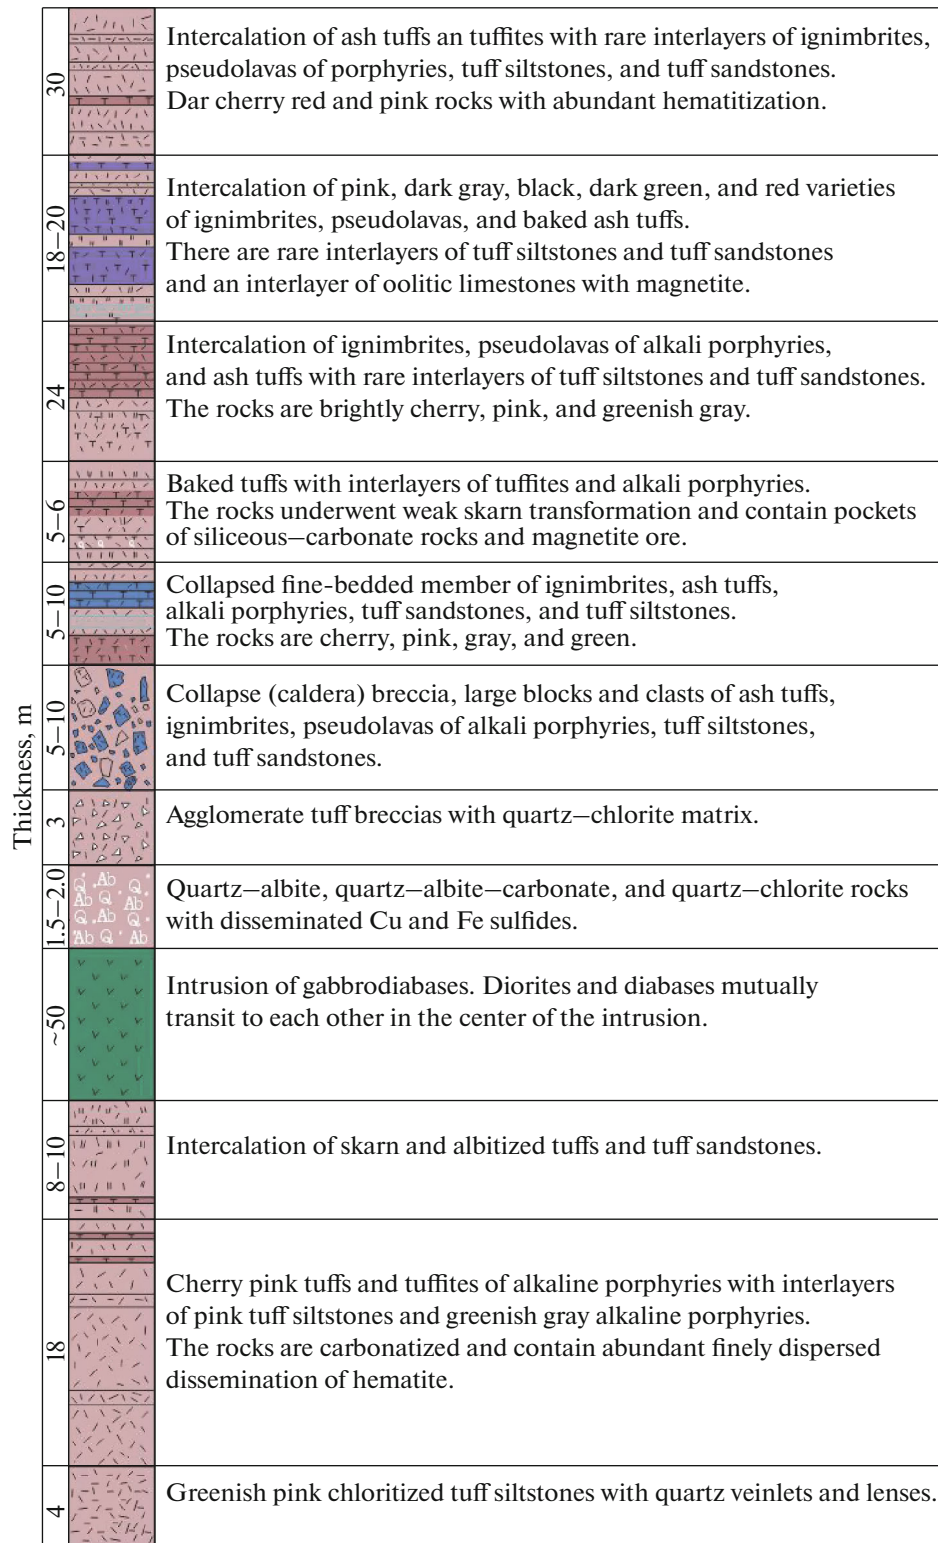 Thickness, m
30
Intercalation of ash tuffs an tuffites with rare interlayers of ignimbrites,
pseudolavas of porphyries, tuff siltstones, and tuff sandstones.
Dar cherry red and pink rocks with abundant hematitization.
18–20
Intercalation of pink, dark gray, black, dark green, and red varieties
of ignimbrites, pseudolavas, and baked ash tuffs.
There are rare interlayers of tuff siltstones and tuff sandstones
and an interlayer of oolitic limestones with magnetite.
24
Intercalation of ignimbrites, pseudolavas of alkali porphyries,
and ash tuffs with rare interlayers of tuff siltstones and tuff sandstones.
The rocks are brightly cherry, pink, and greenish gray.
5–6
Baked tuffs with interlayers of tuffites and alkali porphyries.
The rocks underwent weak skarn transformation and contain pockets
of siliceous–carbonate rocks and magnetite ore.
5–10
Collapsed fine-bedded member of ignimbrites, ash tuffs,
alkali porphyries, tuff sandstones, and tuff siltstones.
The rocks are cherry, pink, gray, and green.
5–10
Collapse (caldera) breccia, large blocks and clasts of ash tuffs,
ignimbrites, pseudolavas of alkali porphyries, tuff siltstones,
and tuff sandstones.
3
Agglomerate tuff breccias with quartz–chlorite matrix.
1.5–2.0
Q Ab Q
Ab Q Ab
Q Ab Q
Ab Q Ab
Quartz–albite, quartz–albite–carbonate, and quartz–chlorite rocks
with disseminated Cu and Fe sulfides.
~50
Intrusion of gabbrodiabases. Diorites and diabases mutually
transit to each other in the center of the intrusion.
8–10
Intercalation of skarn and albitized tuffs and tuff sandstones.
18
Cherry pink tuffs and tuffites of alkaline porphyries with interlayers
of pink tuff siltstones and greenish gray alkaline porphyries.
The rocks are carbonatized and contain abundant finely dispersed
dissemination of hematite.
4
Greenish pink chloritized tuff siltstones with quartz veinlets and lenses.